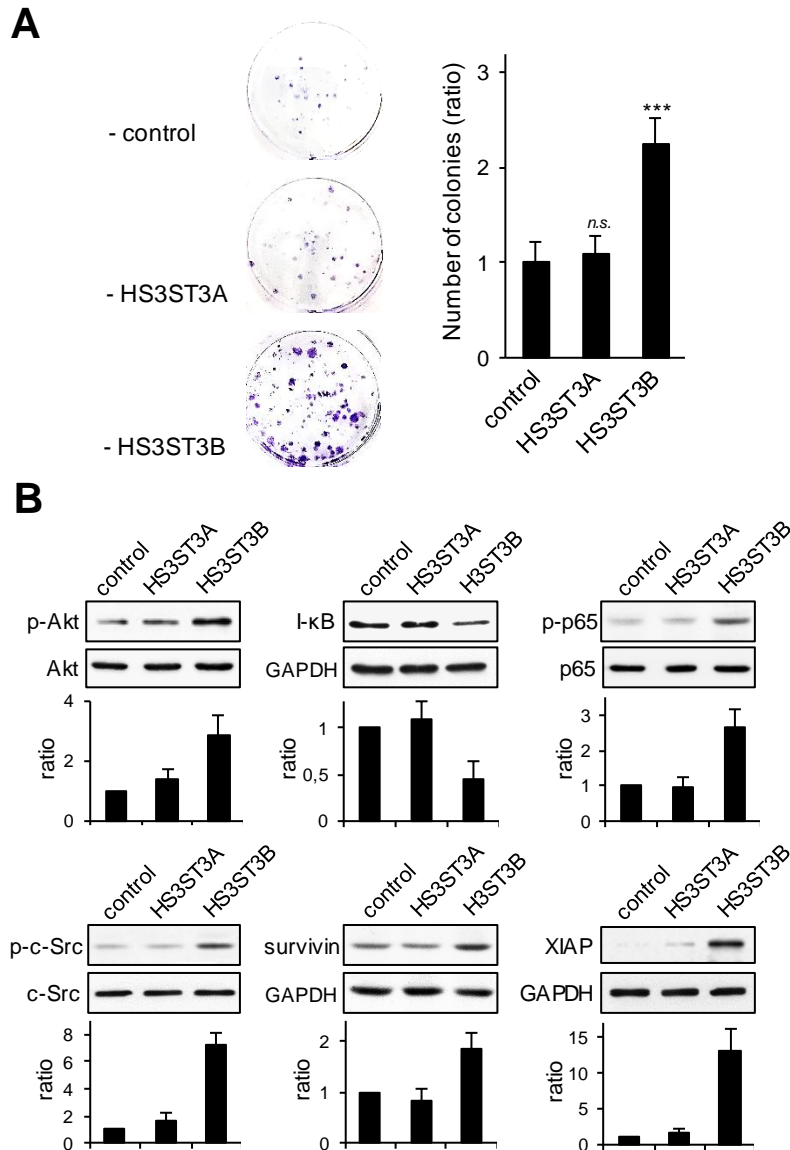 A
- control
- HS3ST3A
- HS3ST3B
Number of colonies (ratio)
3
2
1
0
n.s.
***
control
HS3ST3A
HS3ST3B
B
control
HS3ST3A
HS3ST3B
p-Akt
Akt
ratio
4
2
0
control
HS3ST3A
H3ST3B
I-κB
GAPDH
ratio
1
0,5
0
control
HS3ST3A
HS3ST3B
p-p65
p65
ratio
3
2
1
0
control
HS3ST3A
HS3ST3B
p-c-Src
c-Src
ratio
8
6
4
2
0
control
HS3ST3A
H3ST3B
survivin
GAPDH
ratio
2
1
0
control
HS3ST3A
HS3ST3B
XIAP
GAPDH
ratio
15
10
5
0